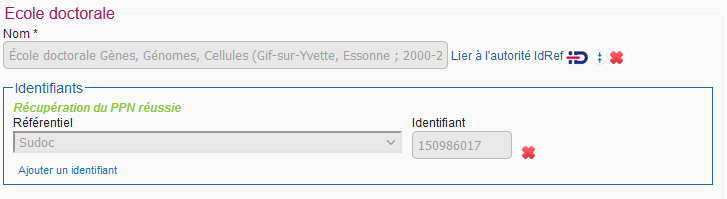 Ecole doctorale
Nom *
École doctorale Gènes, Génomes, Cellules (Gif-sur-Yvette, Essonne ; 2000-2 Lier à l'autorité IdRef
Identifiants
Récupération du PPN réussie
Référentiel Identifiant
Sudoc 150986017
Ajouter un identifiant